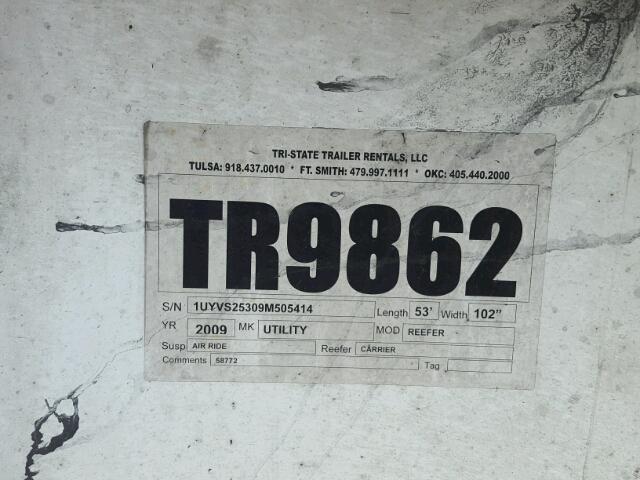 TRI-STATE TRAILER RENTALS, LLC
TULSA: 918.437.0010 * FT. SMITH: 479.997.1111 * OKC: 405.440.2000
TR9862
S/N 1UYVS25309M505414 Length 53' Width 102"
YR 2009 MK UTILITY MOD REEFER
Susp AIR RIDE Reefer CARRIER
Comments 58772 Tag